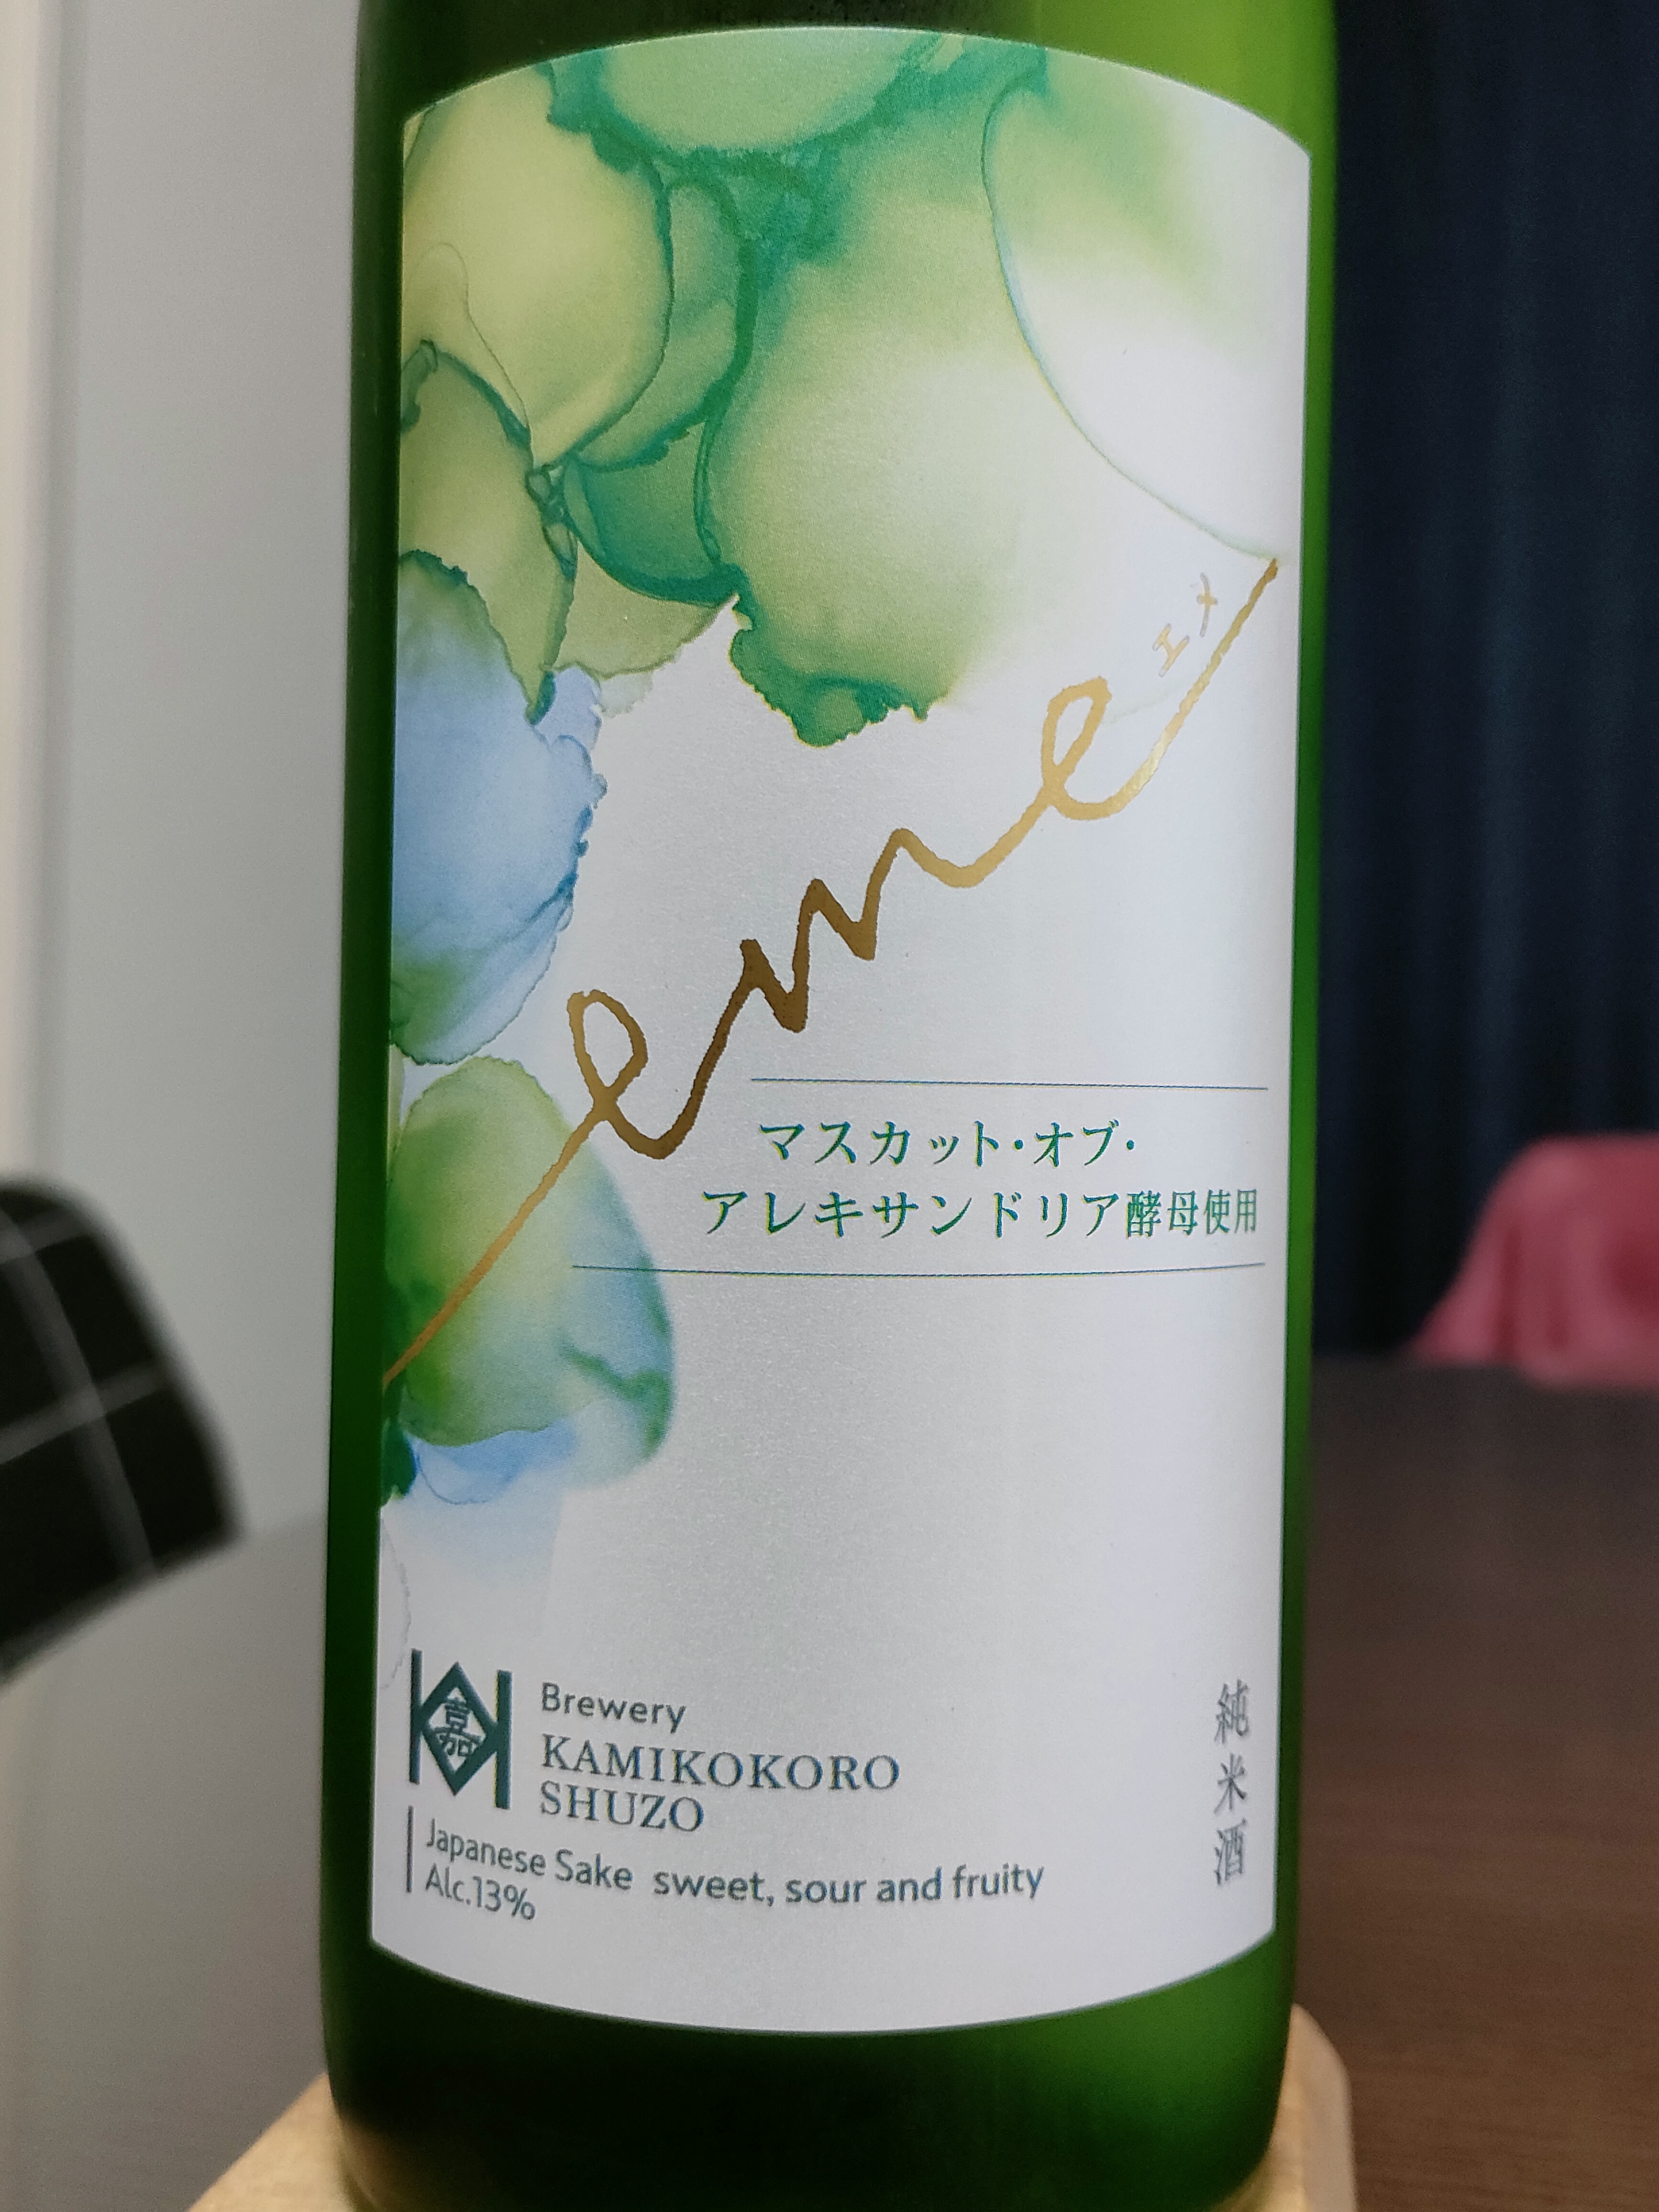 エメ
eme
マスカット・オブ・
アレキサンドリア酵母使用
嘉
Brewery
KAMIKOKORO
SHUZO
Japanese Sake sweet, sour and fruity
Alc.13%
純米酒